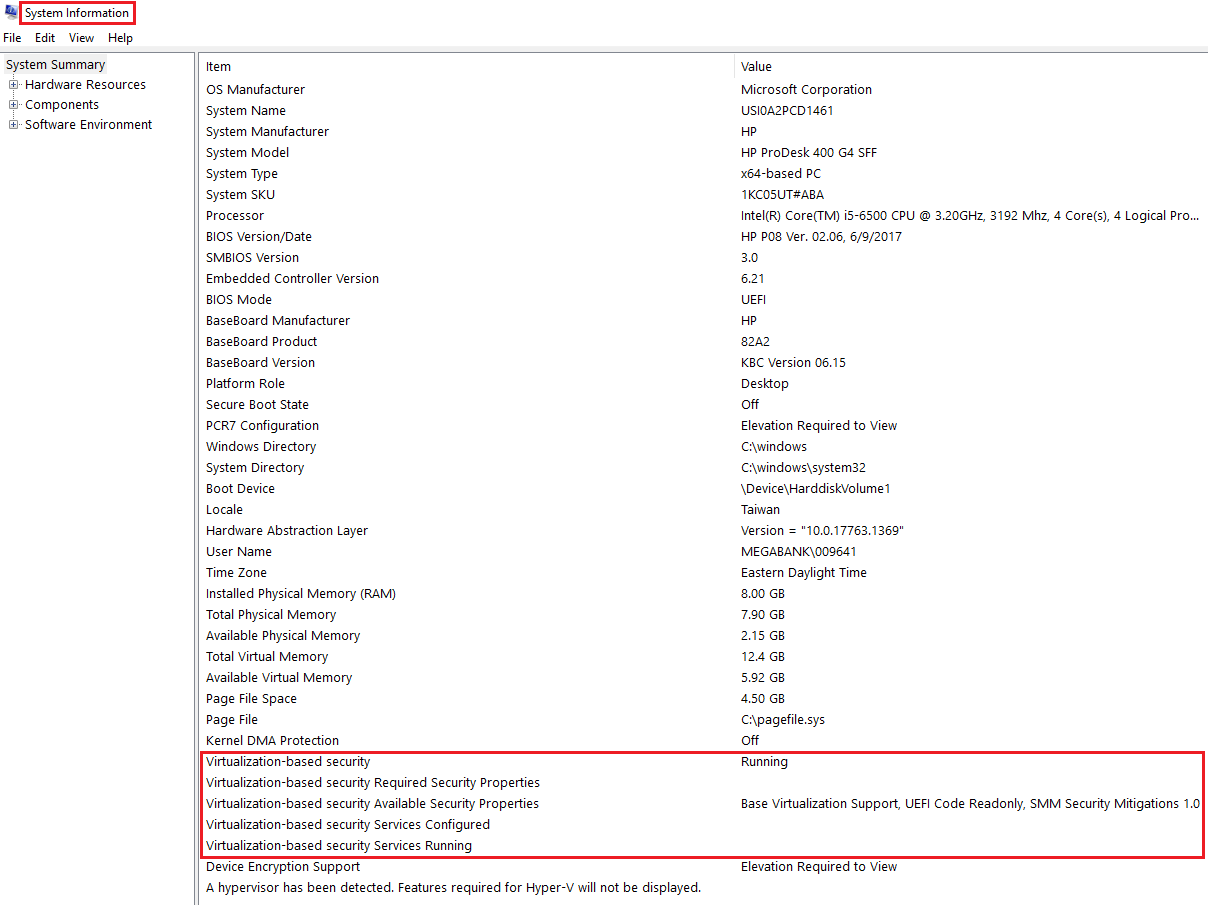 System Information
File Edit View Help
System Summary
Hardware Resources
Components
Software Environment
Item Value
OS Manufacturer Microsoft Corporation
System Name USI0A2PCD1461
System Manufacturer HP
System Model HP ProDesk 400 G4 SFF
System Type x64-based PC
System SKU 1KC05UT#ABA
Processor Intel(R) Core(TM) i5-6500 CPU @ 3.20GHz, 3192 Mhz, 4 Core(s), 4 Logical Pro...
BIOS Version/Date HP P08 Ver. 02.06, 6/9/2017
SMBIOS Version 3.0
Embedded Controller Version 6.21
BIOS Mode UEFI
BaseBoard Manufacturer HP
BaseBoard Product 82A2
BaseBoard Version KBC Version 06.15
Platform Role Desktop
Secure Boot State Off
PCR7 Configuration Elevation Required to View
Windows Directory C:\windows
System Directory C:\windows\system32
Boot Device \Device\HarddiskVolume1
Locale Taiwan
Hardware Abstraction Layer Version = "10.0.17763.1369"
User Name MEGABANK\009641
Time Zone Eastern Daylight Time
Installed Physical Memory (RAM) 8.00 GB
Total Physical Memory 7.90 GB
Available Physical Memory 2.15 GB
Total Virtual Memory 12.4 GB
Available Virtual Memory 5.92 GB
Page File Space 4.50 GB
Page File C:\pagefile.sys
Kernel DMA Protection Off
Virtualization-based security Running
Virtualization-based security Required Security Properties
Virtualization-based security Available Security Properties Base Virtualization Support, UEFI Code Readonly, SMM Security Mitigations 1.0
Virtualization-based security Services Configured
Virtualization-based security Services Running
Device Encryption Support Elevation Required to View
A hypervisor has been detected. Features required for Hyper-V will not be displayed.